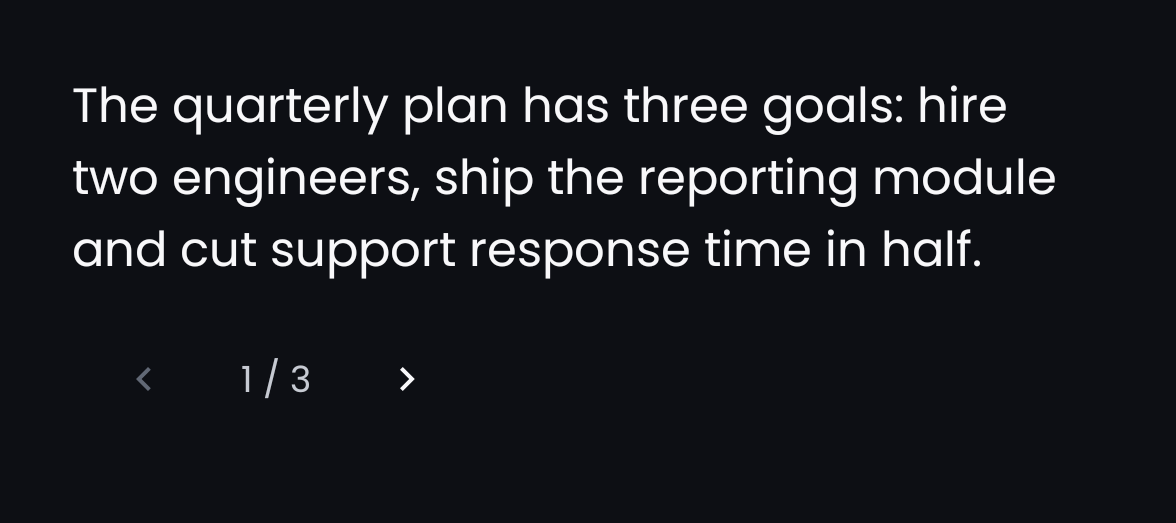 The quarterly plan has three goals: hire
two engineers, ship the reporting module
and cut support response time in half.
1 / 3